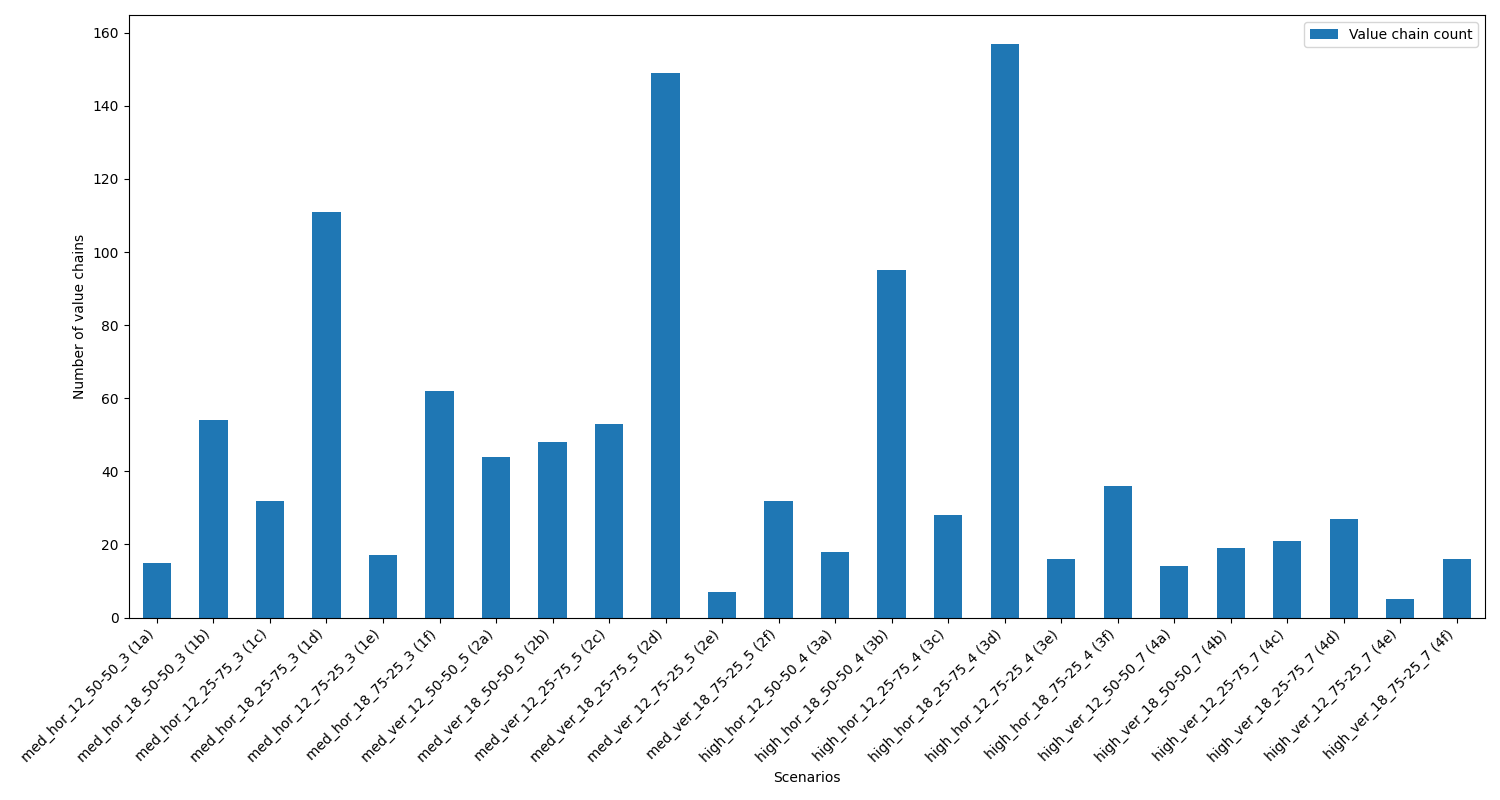 Value chain count
160
140
120
100
80
60
40
20
0
Number of value chains
med_hor_12_50-50_3 (1a)
med_hor_18_50-50_3 (1b)
med_hor_12_25-75_3 (1c)
med_hor_18_25-75_3 (1d)
med_hor_12_75-25_3 (1e)
med_hor_18_75-25_3 (1f)
med_ver_12_50-50_5 (2a)
med_ver_18_50-50_5 (2b)
med_ver_12_25-75_5 (2c)
med_ver_18_25-75_5 (2d)
med_ver_12_75-25_5 (2e)
med_ver_18_75-25_5 (2f)
high_hor_12_50-50_4 (3a)
high_hor_18_50-50_4 (3b)
high_hor_12_25-75_4 (3c)
high_hor_18_25-75_4 (3d)
high_hor_12_75-25_4 (3e)
high_hor_18_75-25_4 (3f)
high_ver_12_50-50_7 (4a)
high_ver_18_50-50_7 (4b)
high_ver_12_25-75_7 (4c)
high_ver_18_25-75_7 (4d)
high_ver_12_75-25_7 (4e)
high_ver_18_75-25_7 (4f)
Scenarios